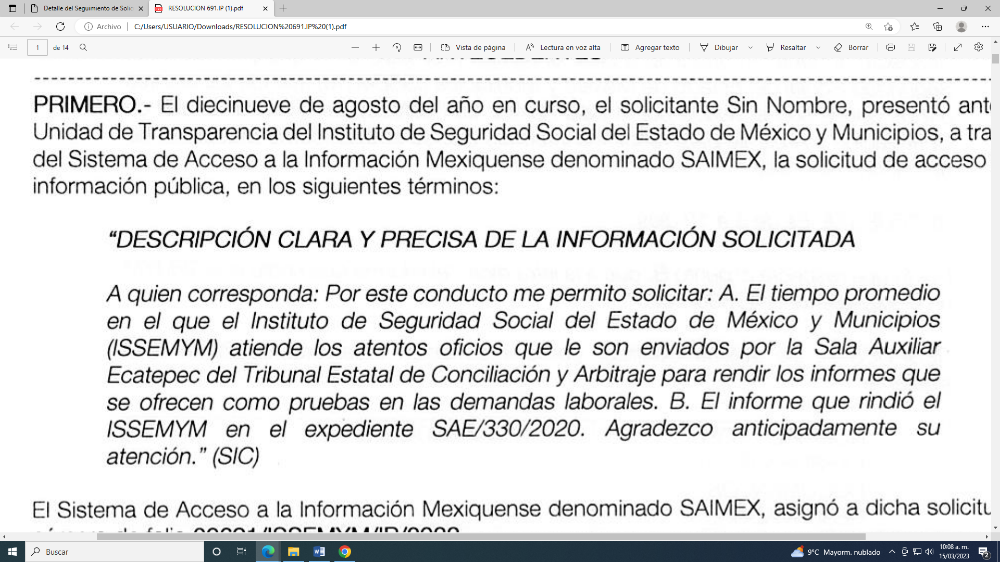 Detalle del Seguimiento de Solic
RESOLUCION 691.IP (1).pdf
Archivo
C:/Users/USUARIO/Downloads/RESOLUCION%20691.IP%20(1).pdf
1 de 14
Vista de página
Lectura en voz alta
Agregar texto
Dibujar
Resaltar
Borrar
PRIMERO.- El diecinueve de agosto del año en curso, el solicitante Sin Nombre, presentó ant
Unidad de Transparencia del Instituto de Seguridad Social del Estado de México y Municipios, a tra
del Sistema de Acceso a la Información Mexiquense denominado SAIMEX, la solicitud de acceso
información pública, en los siguientes términos:
“DESCRIPCIÓN CLARA Y PRECISA DE LA INFORMACIÓN SOLICITADA
A quien corresponda: Por este conducto me permito solicitar: A. El tiempo promedio
en el que el Instituto de Seguridad Social del Estado de México y Municipios
(ISSEMYM) atiende los atentos oficios que le son enviados por la Sala Auxiliar
Ecatepec del Tribunal Estatal de Conciliación y Arbitraje para rendir los informes que
se ofrecen como pruebas en las demandas laborales. B. El informe que rindió el
ISSEMYM en el expediente SAE/330/2020. Agradezco anticipadamente su
atención.” (SIC)
El Sistema de Acceso a la Información Mexiquense denominado SAIMEX, asignó a dicha solicitu
Buscar
9°C Mayorm. nublado
10:08 a. m.
15/03/2023
2